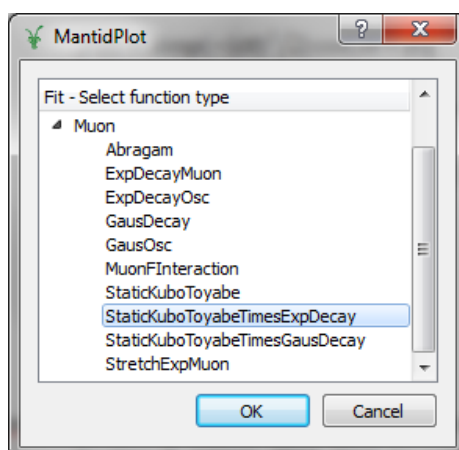 MantidPlot
Fit - Select function type
Muon
Abragam
ExpDecayMuon
ExpDecayOsc
GausDecay
GausOsc
MuonFInteraction
StaticKuboToyabe
StaticKuboToyabeTimesExpDecay
StaticKuboToyabeTimesGausDecay
StretchExpMuon
OK Cancel